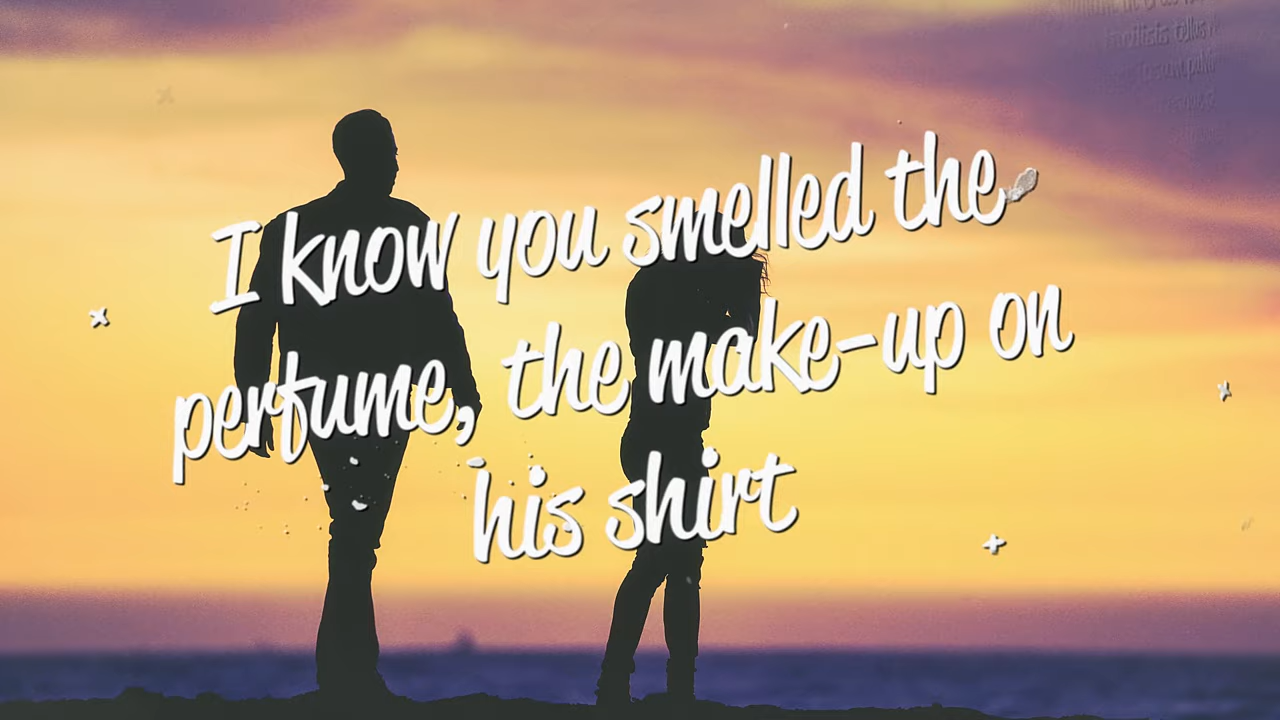 I know you smelled the
perfume, the make-up on
his shirt